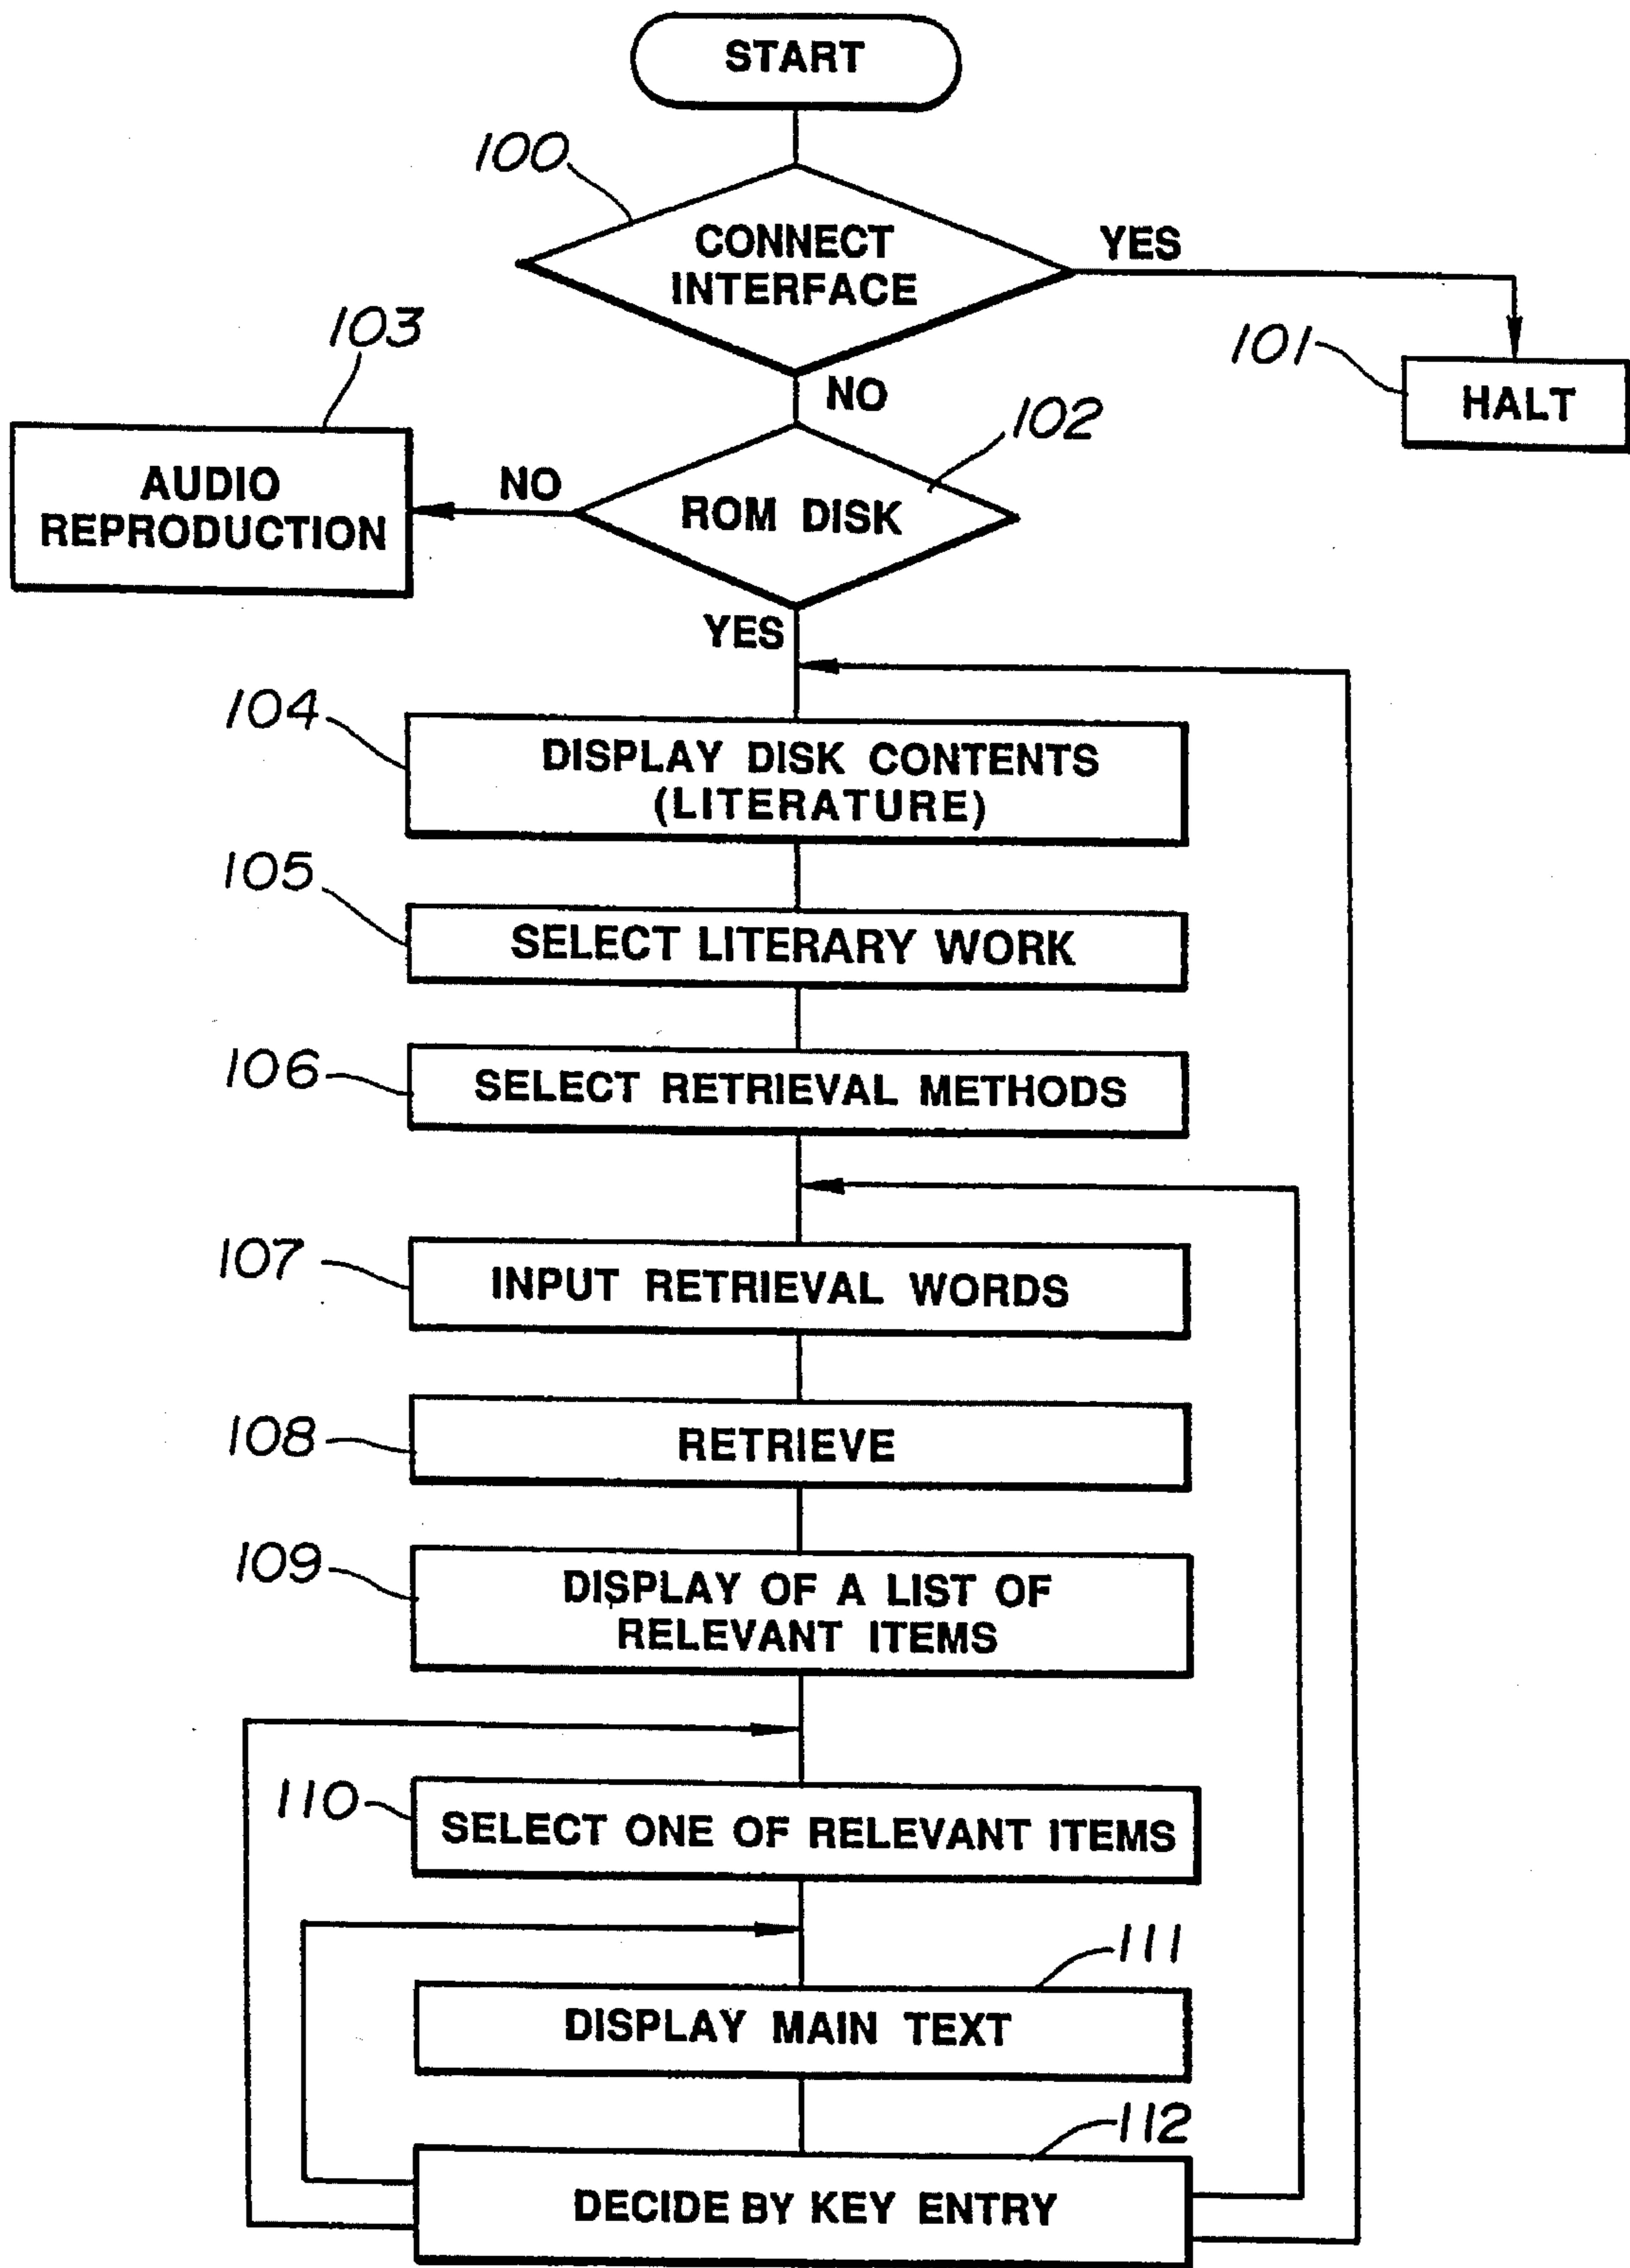 START
100
CONNECT
INTERFACE
YES
101
HALT
NO
102
ROM DISK
NO
103
AUDIO
REPRODUCTION
YES
104
DISPLAY DISK CONTENTS
(LITERATURE)
105
SELECT LITERARY WORK
106
SELECT RETRIEVAL METHODS
107
INPUT RETRIEVAL WORDS
108
RETRIEVE
109
DISPLAY OF A LIST OF
RELEVANT ITEMS
110
SELECT ONE OF RELEVANT ITEMS
111
DISPLAY MAIN TEXT
112
DECIDE BY KEY ENTRY